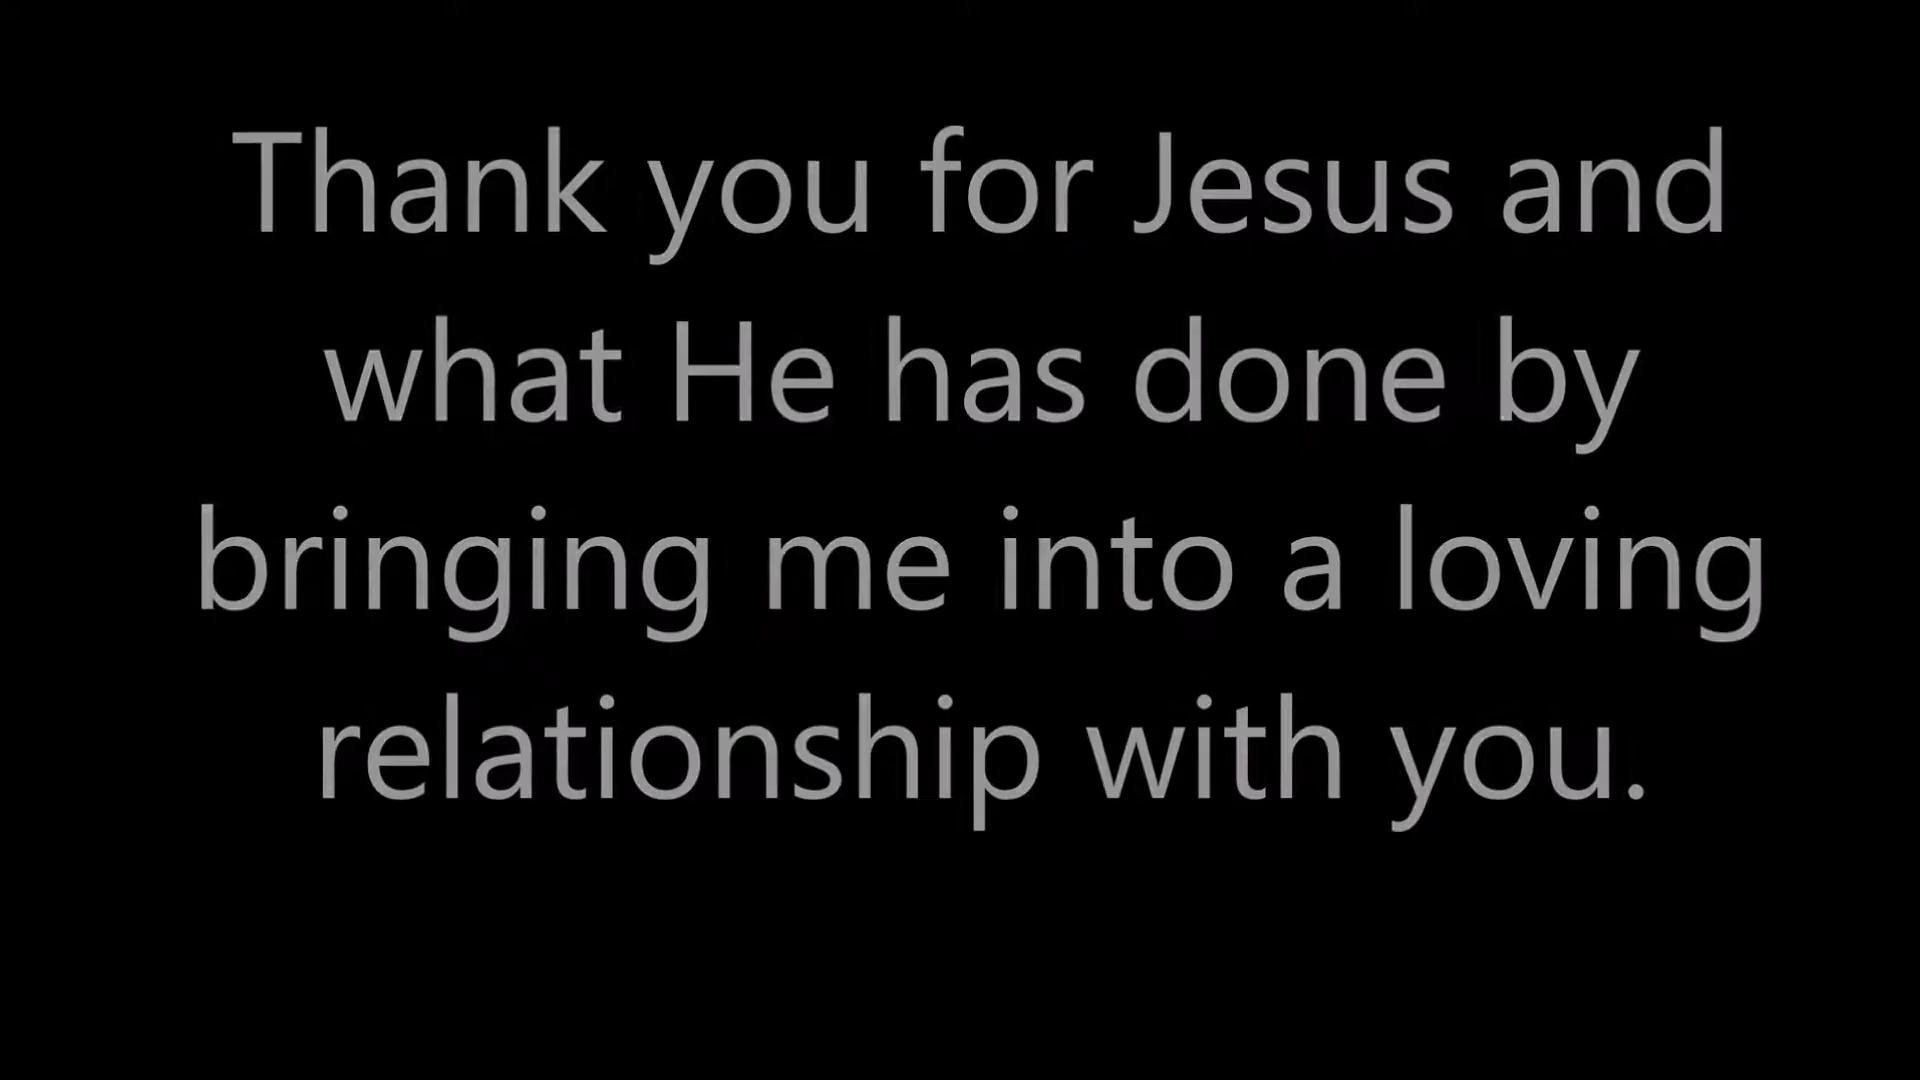 Thank you for Jesus and
what He has done by
bringing me into a loving
relationship with you.